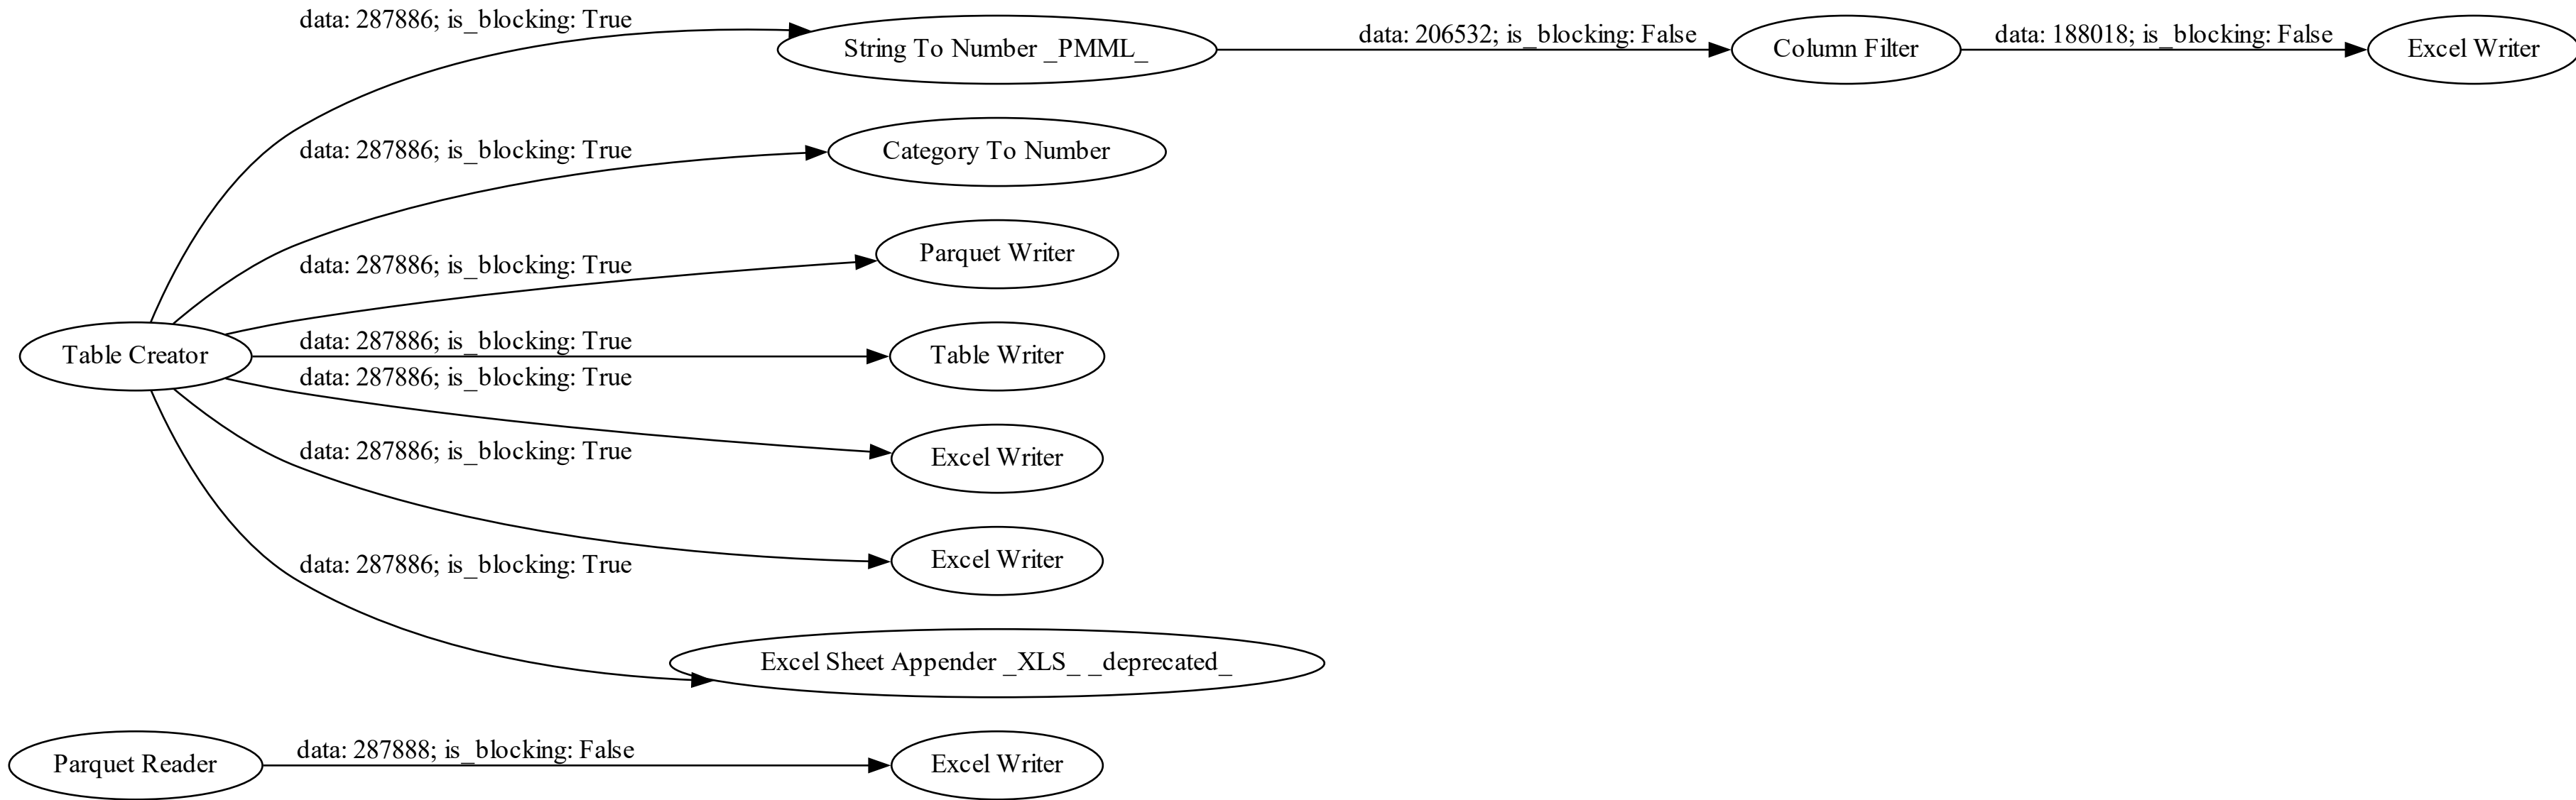 data: 287886; is_blocking: True
String To Number _PMML_
data: 206532; is_blocking: False
Column Filter
data: 188018; is_blocking: False
Excel Writer
data: 287886; is_blocking: True
Category To Number
data: 287886; is_blocking: True
Parquet Writer
Table Creator
data: 287886; is_blocking: True
Table Writer
data: 287886; is_blocking: True
Excel Writer
data: 287886; is_blocking: True
Excel Writer
data: 287886; is_blocking: True
Excel Sheet Appender _XLS_ _deprecated_
Parquet Reader
data: 287888; is_blocking: False
Excel Writer